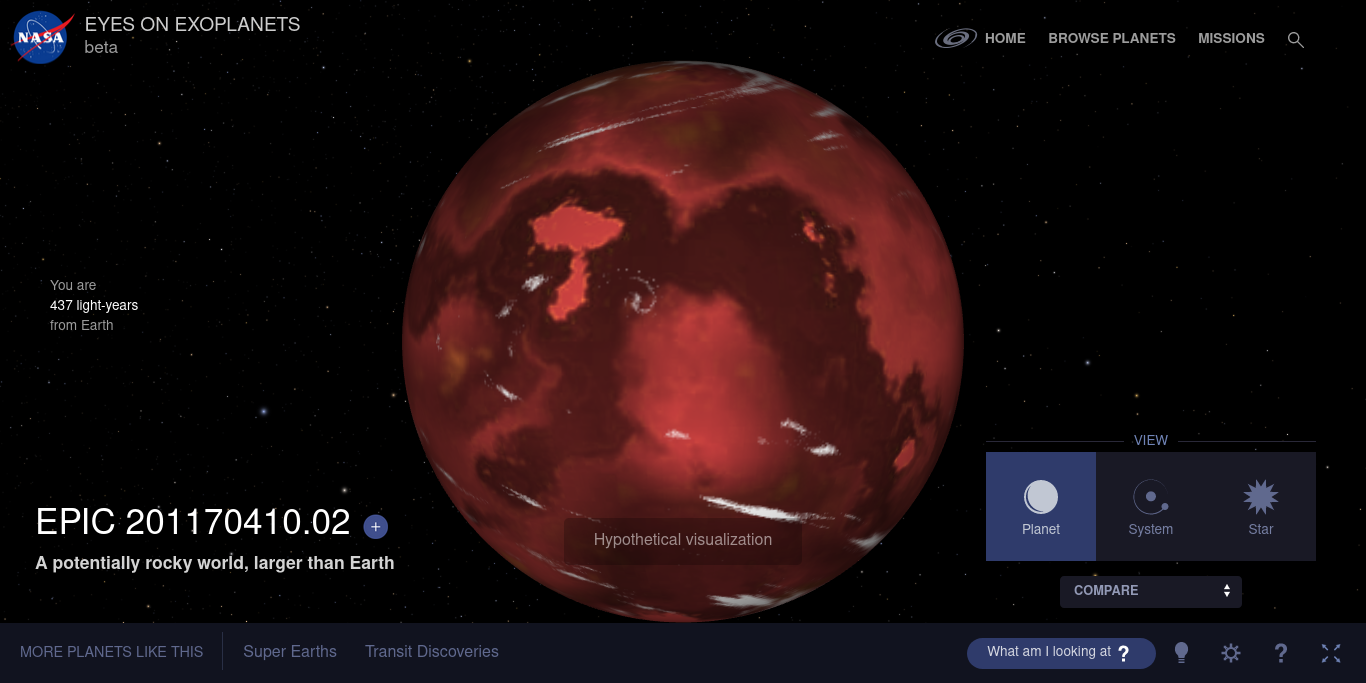 NASA
EYES ON EXOPLANETS
beta
HOME
BROWSE PLANETS
MISSIONS
You are
437 light-years
from Earth
VIEW
Planet
System
Star
EPIC 201170410.02
+
A potentially rocky world, larger than Earth
Hypothetical visualization
COMPARE
MORE PLANETS LIKE THIS
Super Earths
Transit Discoveries
What am I looking at ?
?